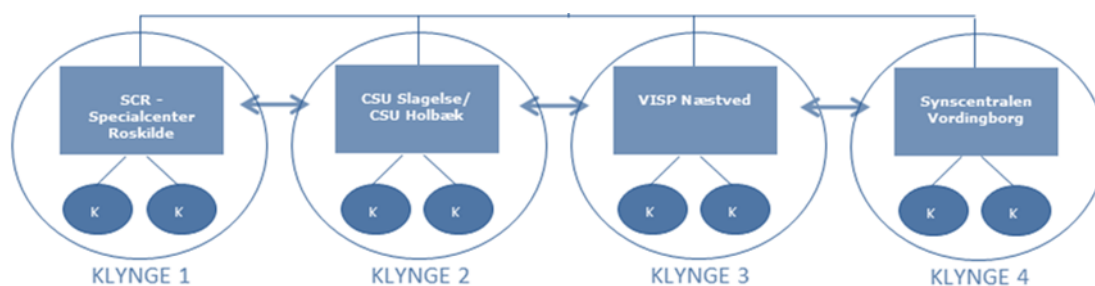 SCR -
Specialcenter
Roskilde
CSU Slagelse/
CSU Holbæk
VISP Næstved
Synscentralen
Vordingborg
K
K
K
K
K
K
K
K
KLYNGE 1
KLYNGE 2
KLYNGE 3
KLYNGE 4